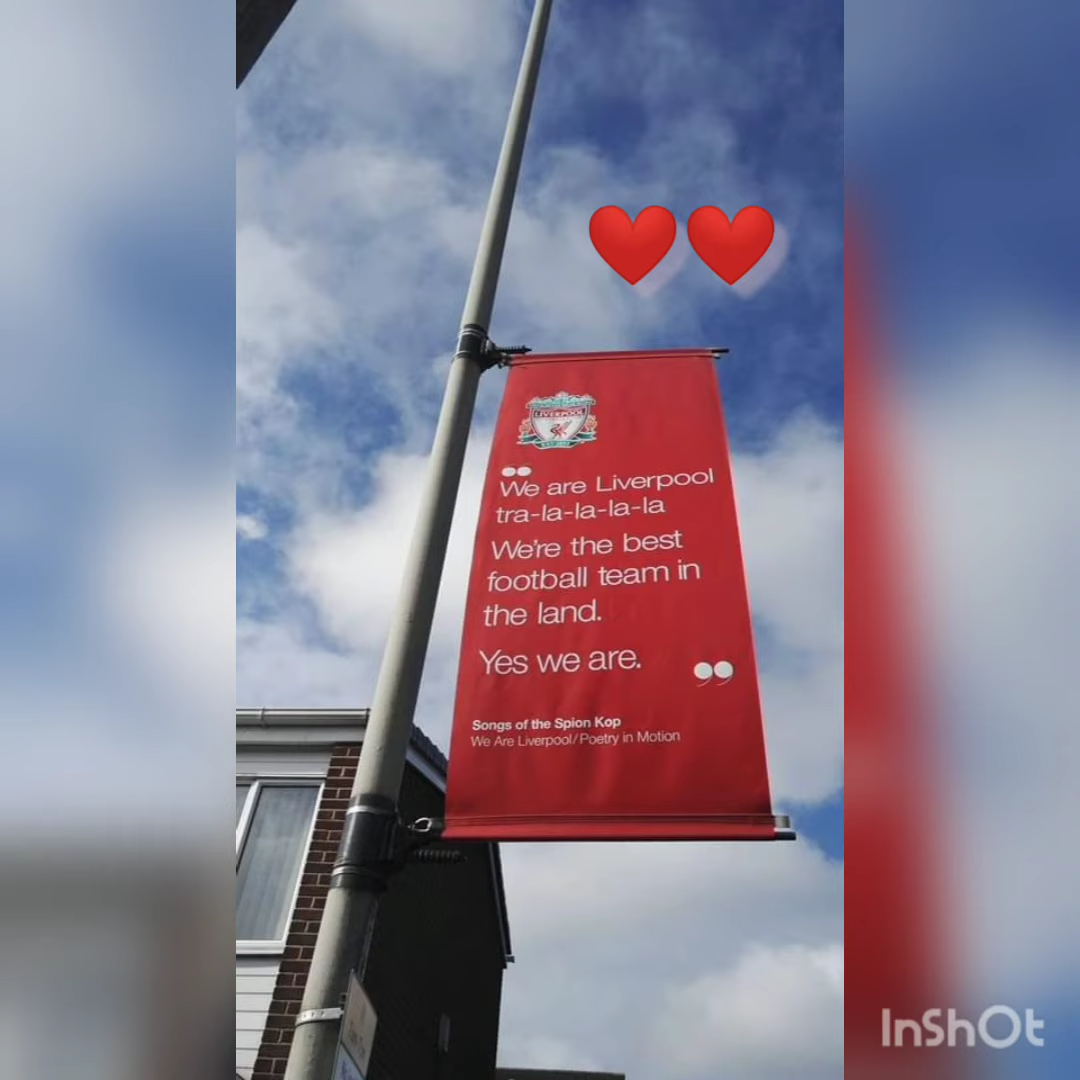 LIVERPOOL
“We are Liverpool
tra-la-la-la-la
We're the best
football team in
the land.
Yes we are.”
Songs of the Spion Kop
We Are Liverpool/Poetry in Motion
InShOt